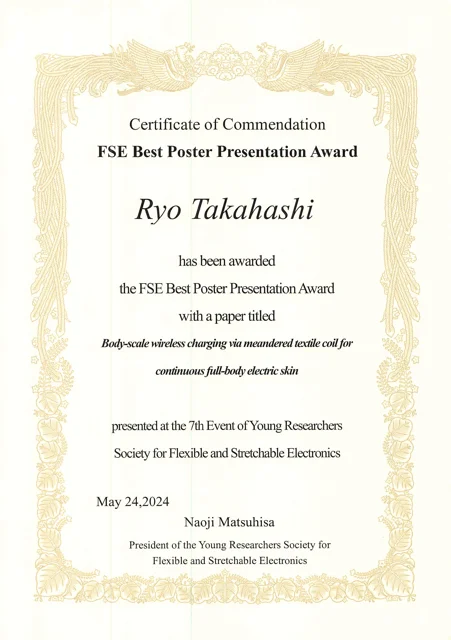 Certificate of Commendation
FSE Best Poster Presentation Award
Ryo Takahashi
has been awarded
the FSE Best Poster Presentation Award
with a paper titled
Body-scale wireless charging via meandered textile coil for
continuous full-body electric skin
presented at the 7th Event of Young Researchers
Society for Flexible and Stretchable Electronics
May 24,2024
Naoji Matsuhisa
President of the Young Researchers Society for
Flexible and Stretchable Electronics